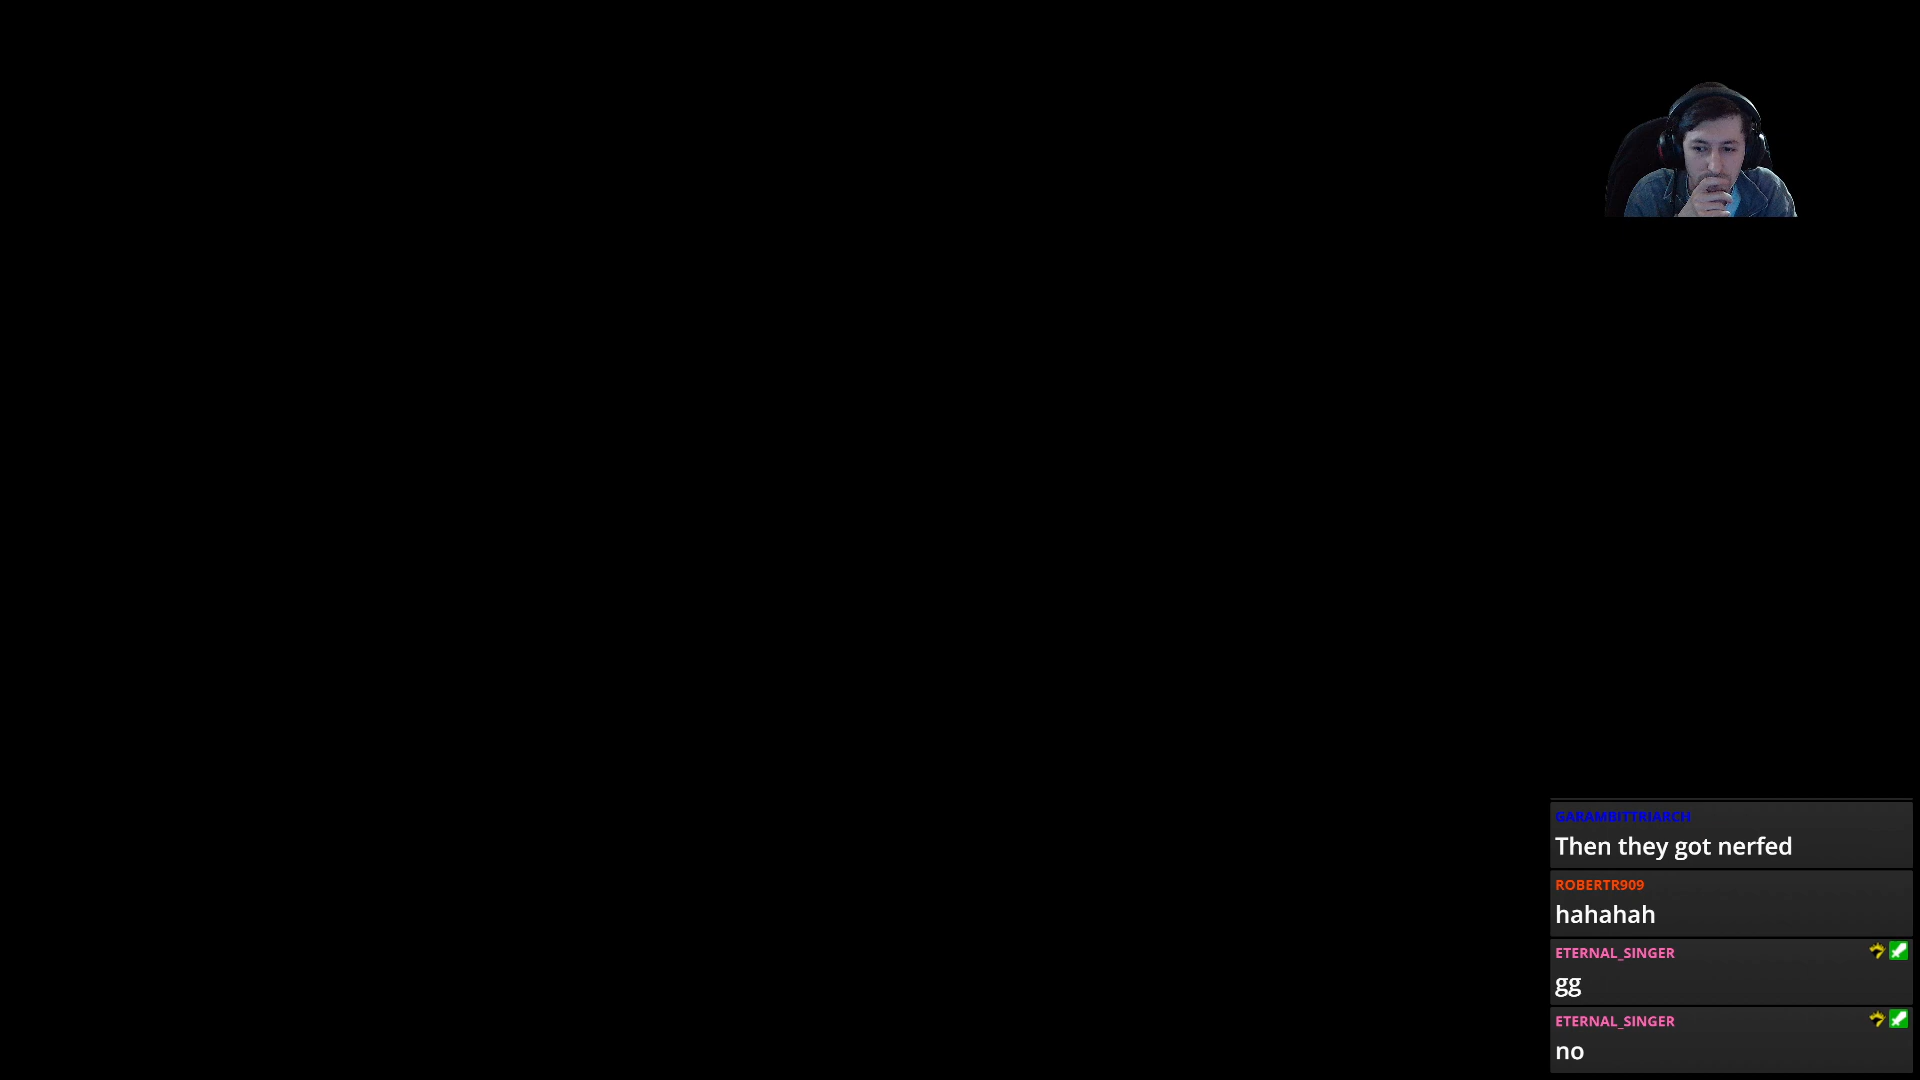 GARAMBITTRIARCH
Then they got nerfed
ROBERTR909
hahahah
ETERNAL_SINGER
gg
ETERNAL_SINGER
no